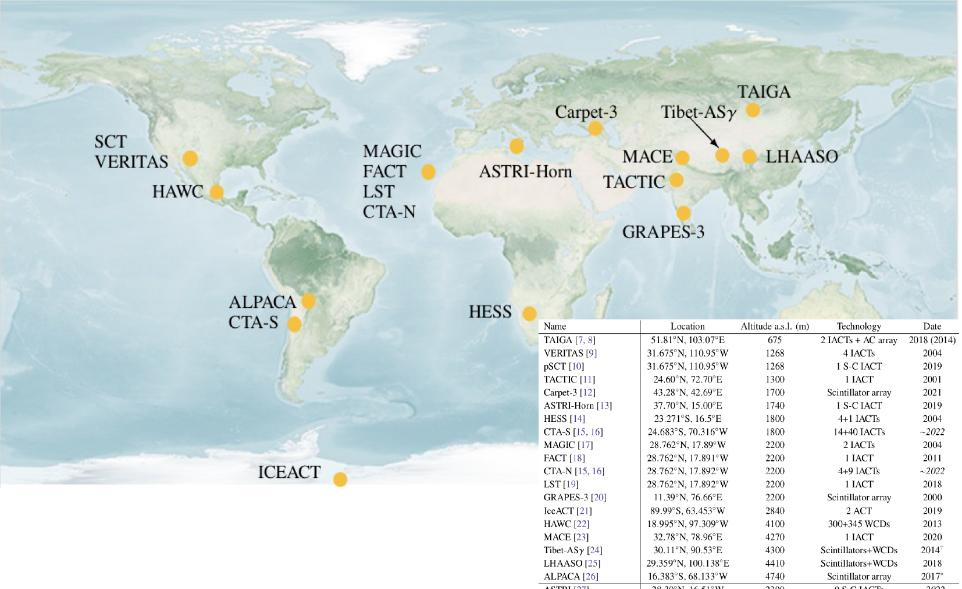 TAIGA
Carpet-3
Tibet-ASγ
SCT
VERITAS
MAGIC
FACT
LST
CTA-N
ASTRI-Horn
MACE
LHAASO
HAWC
TACTIC
GRAPES-3
ALPACA
CTA-S
HESS
ICEACT
Name Location Altitude a.s.l. (m) Technology Date
TAIGA [7, 8] 51.81°N, 103.07°E 675 2 IACTs + AC array 2018 (2014)
VERITAS [9] 31.675°N, 110.95°W 1268 4 IACTs 2004
pSCT [10] 31.675°N, 110.95°W 1268 1 S-C IACT 2019
TACTIC [11] 24.60°N, 72.70°E 1300 1 IACT 2001
Carpet-3 [12] 43.28°N, 42.69°E 1700 Scintillator array 2021
ASTRI-Horn [13] 37.70°N, 15.00°E 1740 1 S-C IACT 2019
HESS [14] 23.271°S, 16.5°E 1800 4+1 IACTs 2004
CTA-S [15, 16] 24.683°S, 70.316°W 1800 14+40 IACTs ~2022
MAGIC [17] 28.762°N, 17.89°W 2200 2 IACTs 2004
FACT [18] 28.762°N, 17.891°W 2200 1 IACT 2011
CTA-N [15, 16] 28.762°N, 17.892°W 2200 4+9 IACTs ~2022
LST [19] 28.762°N, 17.892°W 2200 1 IACT 2018
GRAPES-3 [20] 11.39°N, 76.66°E 2200 Scintillator array 2000
IceACT [21] 89.99°S, 63.453°W 2840 2 ACT 2019
HAWC [22] 18.995°N, 97.309°W 4100 300+345 WCDs 2013
MACE [23] 32.78°N, 78.96°E 4270 1 IACT 2020
Tibet-ASγ [24] 30.11°N, 90.53°E 4300 Scintillators+WCDs 2014
LHAASO [25] 29.359°N, 100.138°E 4410 Scintillators+WCDs 2018
ALPACA [26] 16.383°S, 68.133°W 4740 Scintillator array 2017*